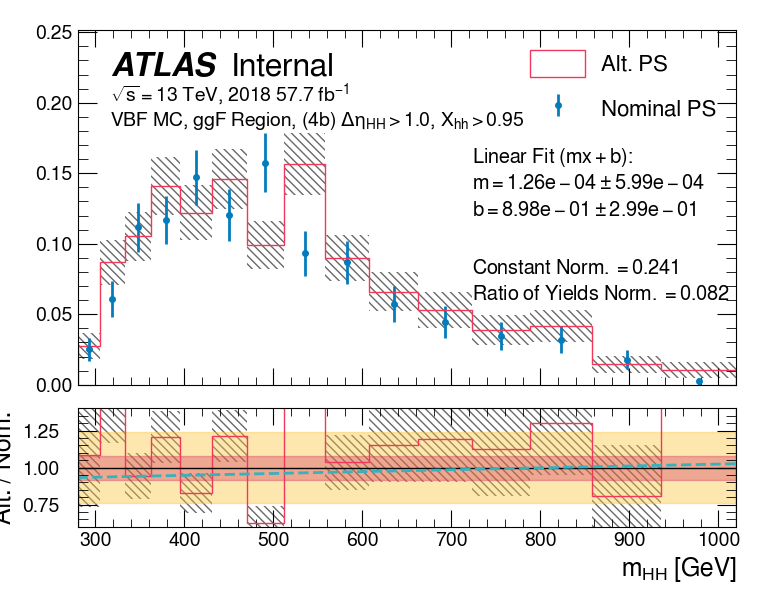 ATLAS Internal
√s = 13 TeV, 2018 57.7 fb⁻¹
VBF MC, ggF Region, (4b) Δη_HH > 1.0, X_hh > 0.95
Alt. PS
Nominal PS
Linear Fit (mx + b):
m = 1.26e − 04 ± 5.99e − 04
b = 8.98e − 01 ± 2.99e − 01
Constant Norm. = 0.241
Ratio of Yields Norm. = 0.082
0.25
0.20
0.15
0.10
0.05
0.00
Alt. / Nom.
1.25
1.00
0.75
300 400 500 600 700 800 900 1000
m_HH [GeV]